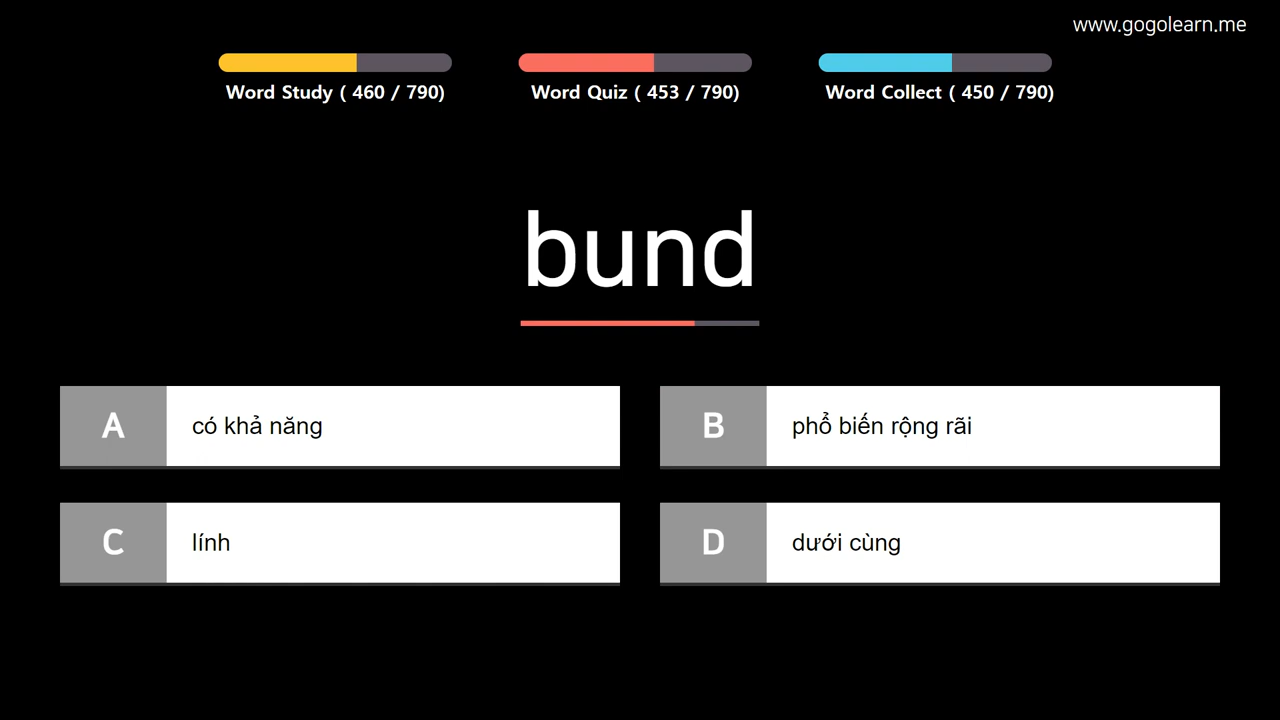 www.gogolearn.me
Word Study ( 460 / 790)
Word Quiz ( 453 / 790)
Word Collect ( 450 / 790)
bund
A có khả năng
B phổ biến rộng rãi
C lính
D dưới cùng